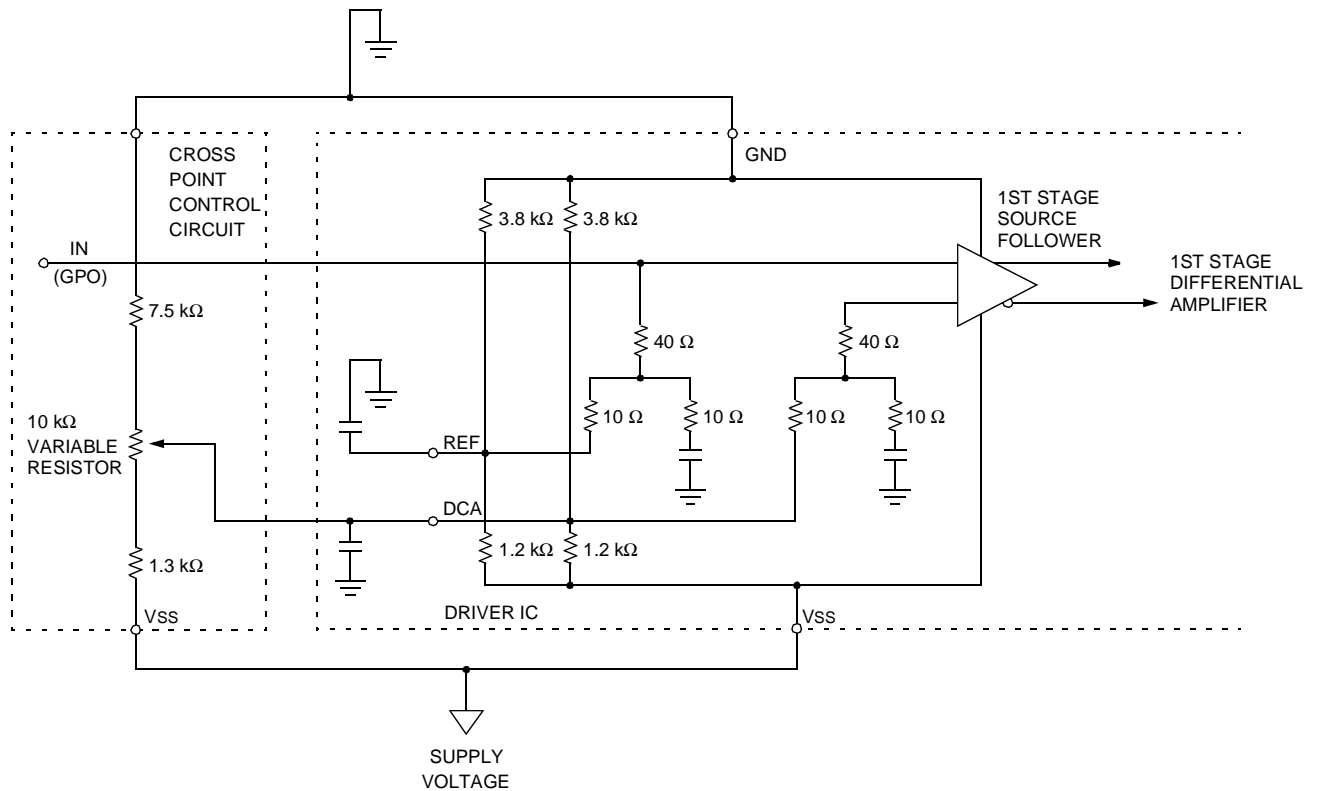 CROSS
POINT
CONTROL
CIRCUIT
GND
3.8 kΩ
3.8 kΩ
1ST STAGE
SOURCE
FOLLOWER
IN
(GPO)
1ST STAGE
DIFFERENTIAL
AMPLIFIER
7.5 kΩ
40 Ω
40 Ω
10 kΩ
VARIABLE
RESISTOR
10 Ω
10 Ω
10 Ω
10 Ω
REF
DCA
1.3 kΩ
1.2 kΩ
1.2 kΩ
VSS
DRIVER IC
VSS
SUPPLY
VOLTAGE